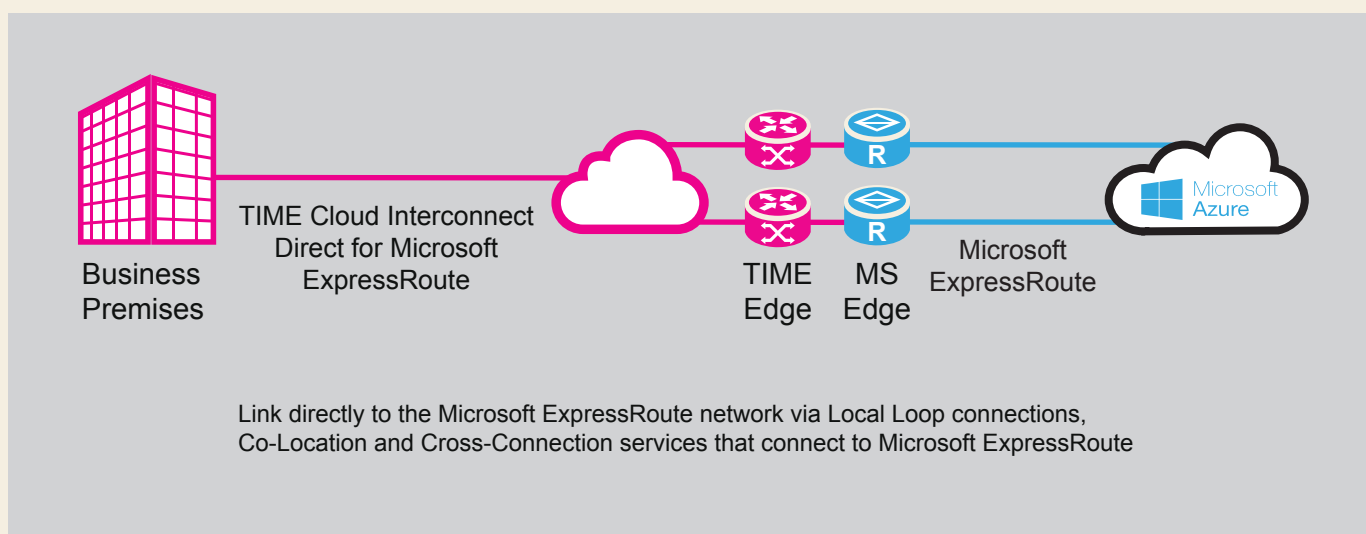 Business
Premises
TIME Cloud Interconnect
Direct for Microsoft
ExpressRoute
TIME
Edge
R
R
MS
Edge
Microsoft
ExpressRoute
Microsoft
Azure
Link directly to the Microsoft ExpressRoute network via Local Loop connections,
Co-Location and Cross-Connection services that connect to Microsoft ExpressRoute